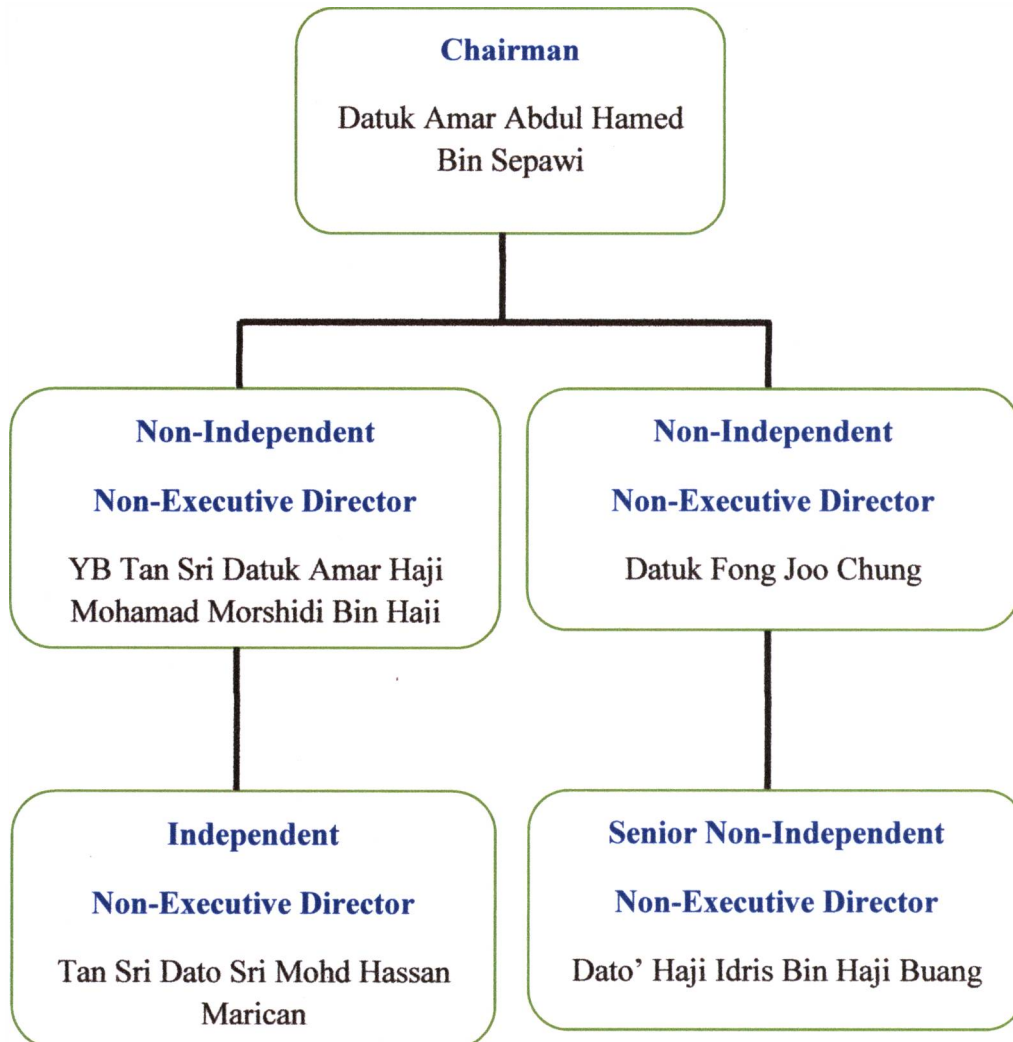 Chairman
Datuk Amar Abdul Hamed
Bin Sepawi
Non-Independent
Non-Executive Director
YB Tan Sri Datuk Amar Haji
Mohamad Morshidi Bin Haji
Non-Independent
Non-Executive Director
Datuk Fong Joo Chung
Independent
Non-Executive Director
Tan Sri Dato Sri Mohd Hassan
Marican
Senior Non-Independent
Non-Executive Director
Dato’ Haji Idris Bin Haji Buang